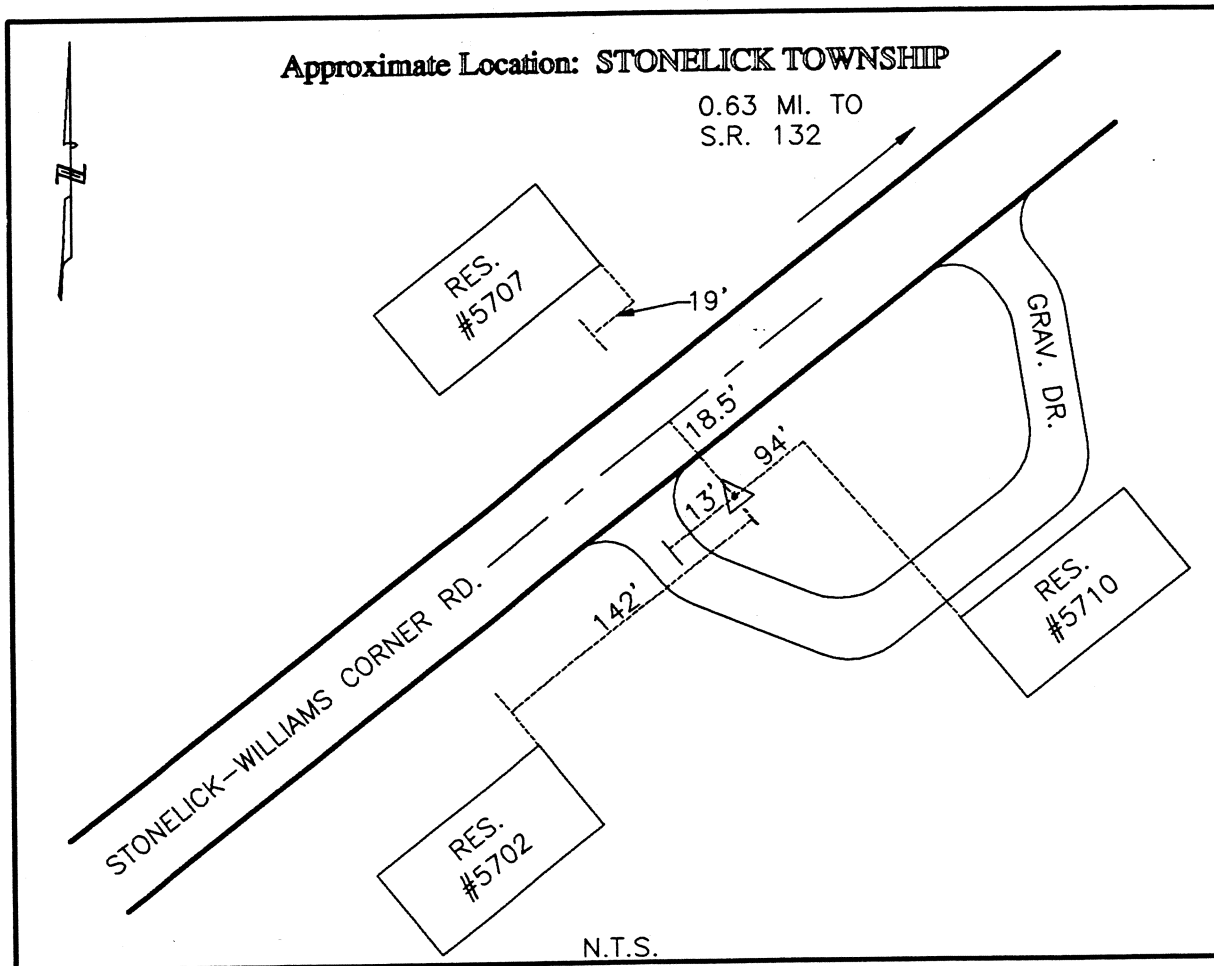 Approximate Location: STONELICK TOWNSHIP
0.63 MI. TO
S.R. 132
N
RES.
#5707
19'
GRAV. DR.
18.5'
94'
13'
142'
STONELICK-WILLIAMS CORNER RD.
RES.
#5710
RES.
#5702
N.T.S.